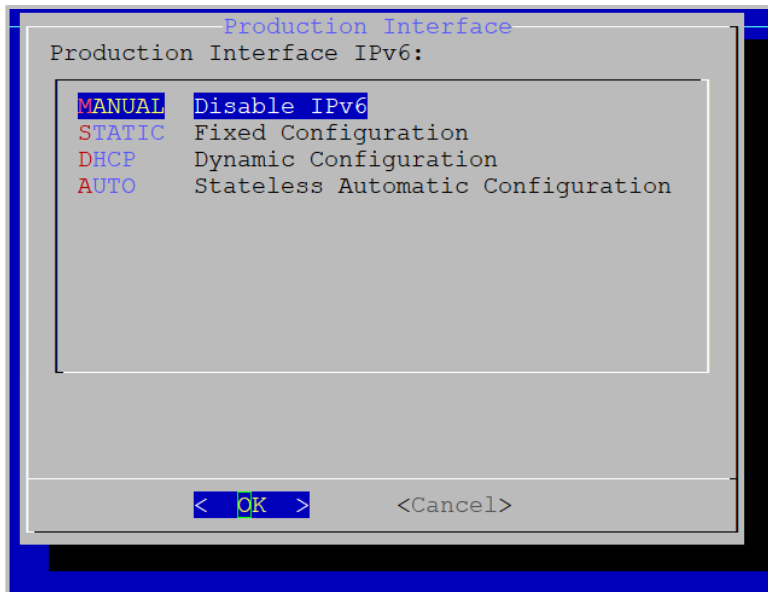 Production Interface
Production Interface IPv6:
MANUAL Disable IPv6
STATIC Fixed Configuration
DHCP Dynamic Configuration
AUTO Stateless Automatic Configuration
< OK > <Cancel>